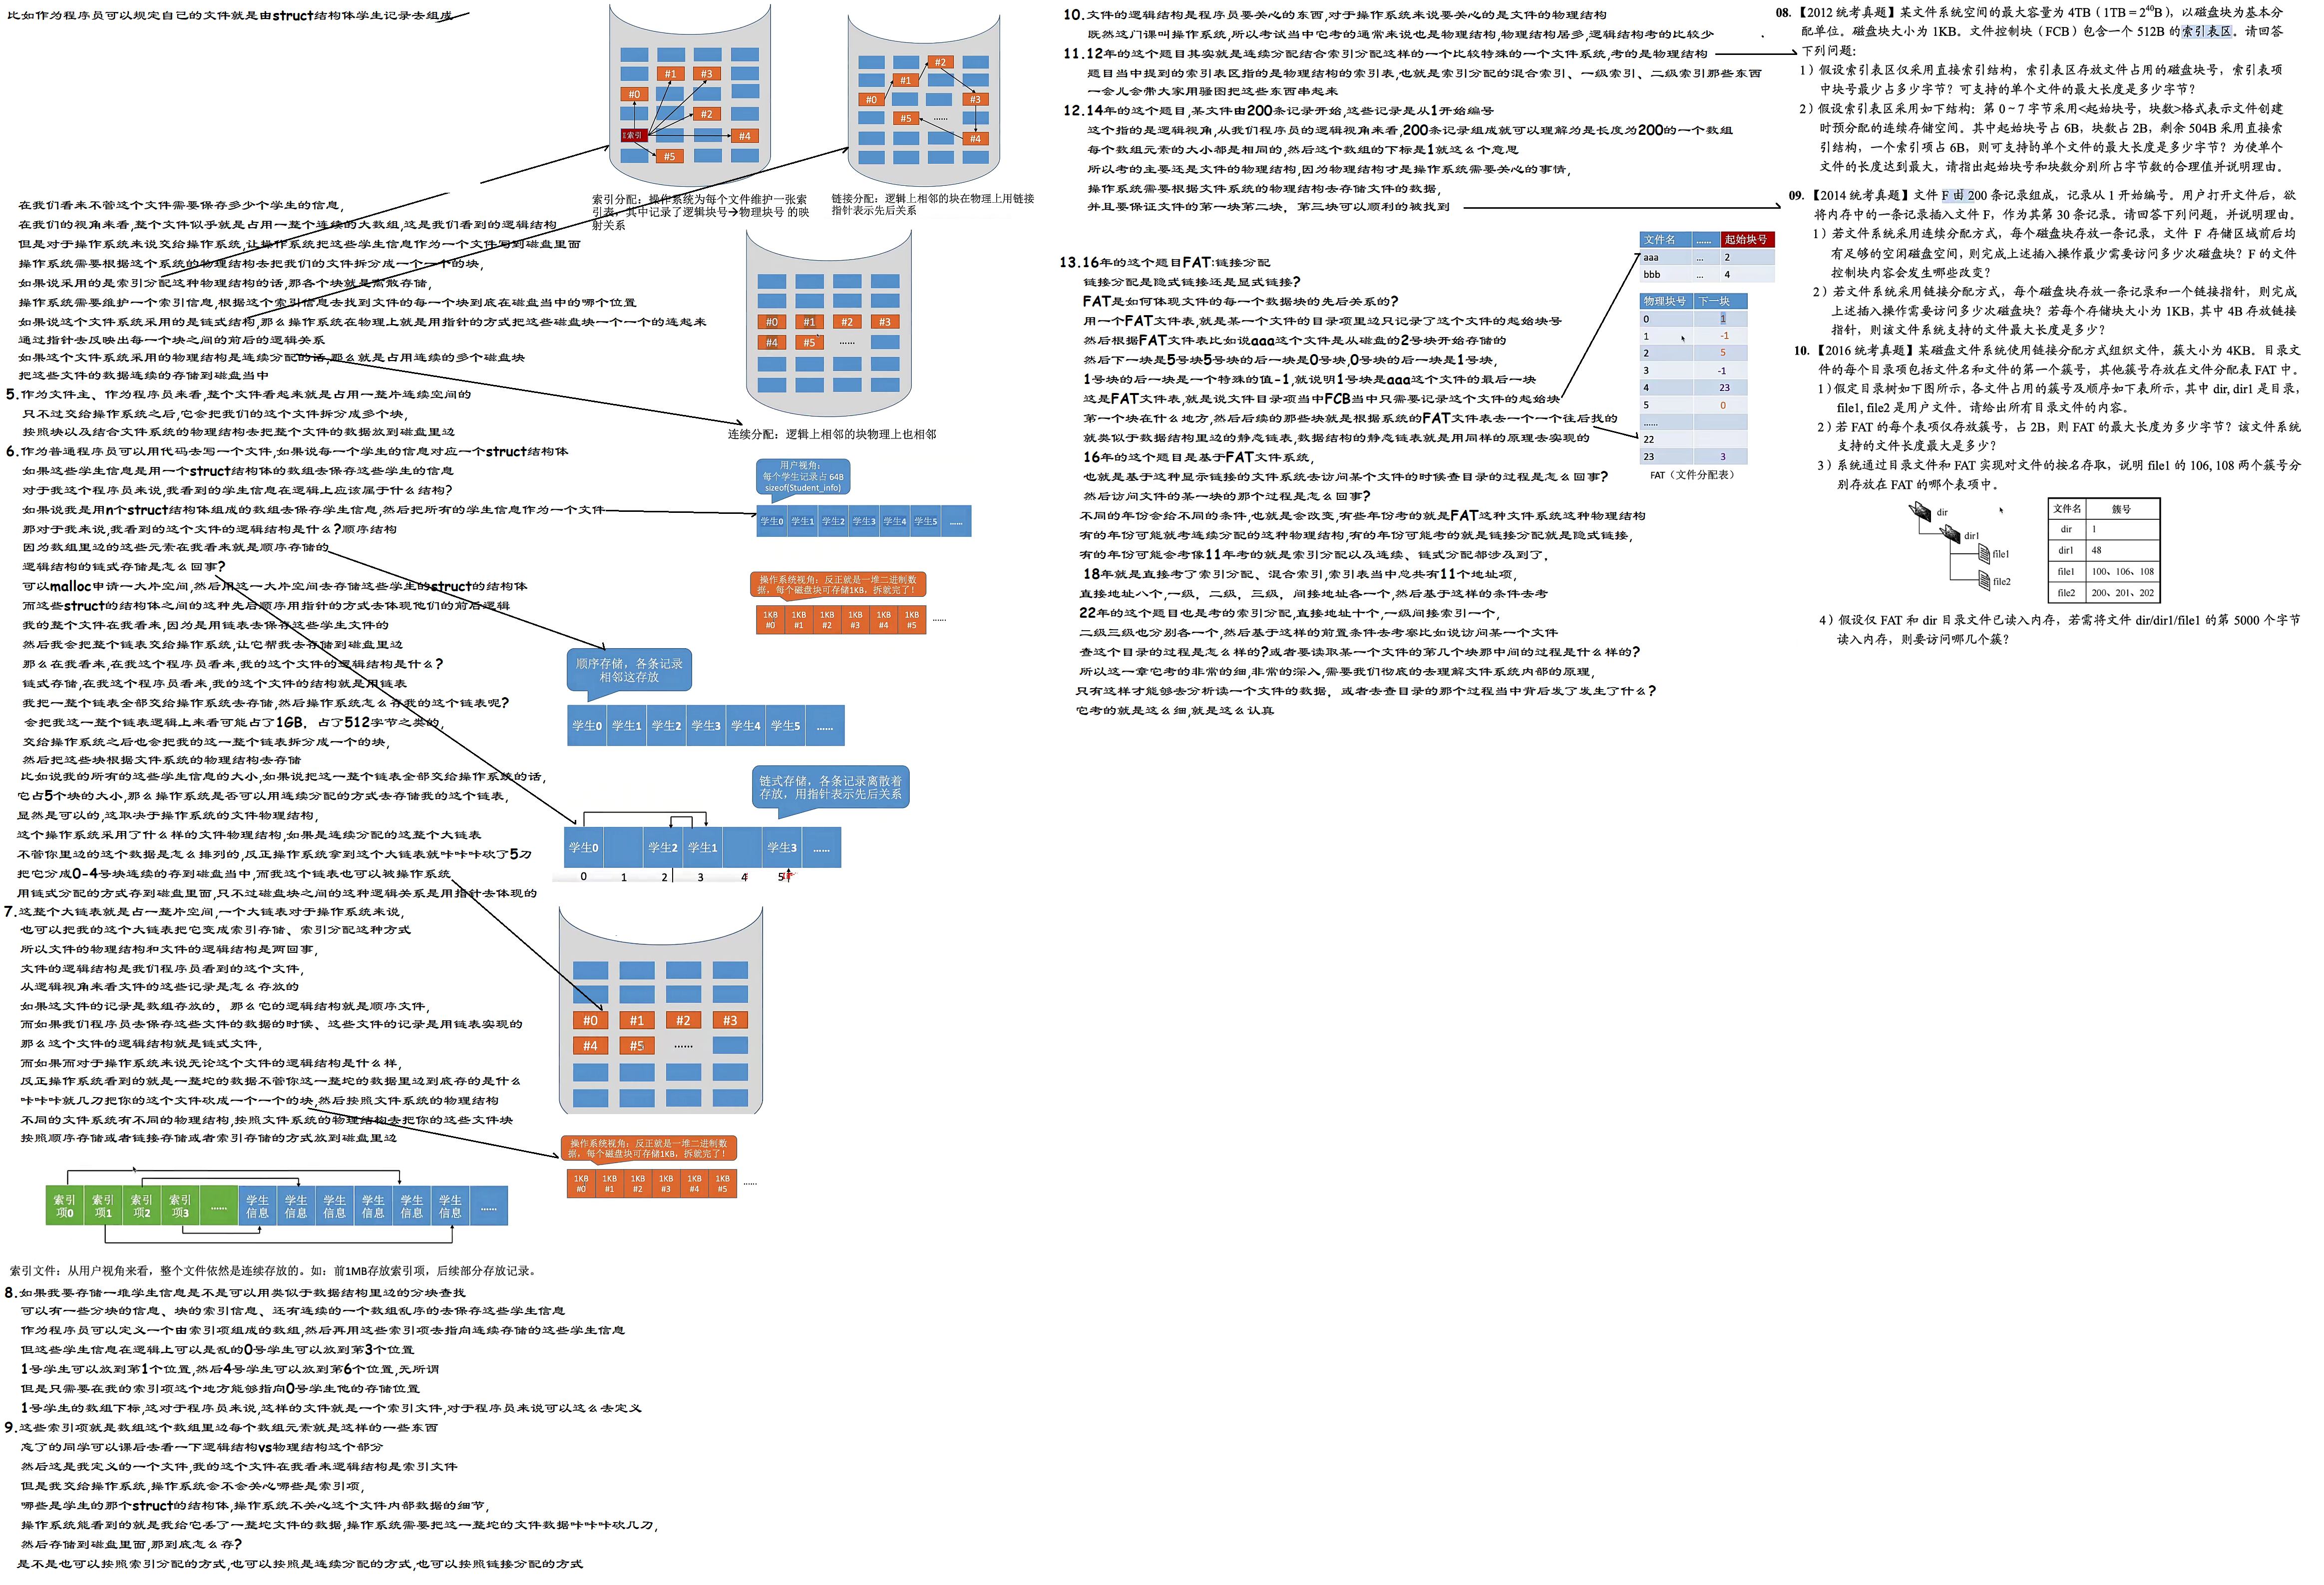 比如作为程序员可以规定自己的文件就是由struct结构体学生记录去组成
#1
#3
#0
#2
索引
#4
#5
#2
#1
#0
#3
#5
......
#4
索引分配：操作系统为每个文件维护一张索
引表，其中记录了逻辑块号→物理块号 的映
射关系
链接分配：逻辑上相邻的块在物理上用链接
指针表示先后关系
在我们看来不管这个文件需要保存多少个学生的信息,
在我们的视角来看,整个文件似乎就是占用一整个连续的大数组,这是我们看到的逻辑结构
但是对于操作系统来说交给操作系统,让操作系统把这些学生信息作为一个文件写到磁盘里面
操作系统需要根据这个系统的物理结构去把我们的文件拆分成一个一个的块,
如果说采用的是索引分配这种物理结构的话,那各个块就是离散存储,
操作系统需要维护一个索引信息,根据这个索引信息去找到文件的每一个块到底在磁盘当中的哪个位置
如果说这个文件系统采用的是链式结构,那么操作系统在物理上就是用指针的方式把这些磁盘块一个一个的连起来
通过指针去反映出每一个块之间的前后的逻辑关系
如果这个文件系统采用的物理结构是连续分配的话,那么就是占用连续的多个磁盘块
把这些文件的数据连续的存储到磁盘当中
#0 #1 #2 #3
#4 #5 ......
连续分配：逻辑上相邻的块物理上也相邻
5.作为文件主、作为程序员来看,整个文件看起来就是占用一整片连续空间的
只不过交给操作系统之后,它会把我们的这个文件拆分成多个块,
按照块以及结合文件系统的物理结构去把整个文件的数据放到磁盘里边
6.作为普通程序员可以用代码去写一个文件,如果说每一个学生的信息对应一个struct结构体
如果这些学生信息是用一个struct结构体的数组去保存这些学生的信息
对于我这个程序员来说,我看到的学生信息在逻辑上应该属于什么结构?
如果说我是用n个struct结构体组成的数组去保存学生信息,然后把所有的学生信息作为一个文件
那对于我来说,我看到的这个文件的逻辑结构是什么?顺序结构
因为数组里边的这些元素在我看来就是顺序存储的
逻辑结构的链式存储是怎么回事?
可以malloc申请一大片空间,然后用这一大片空间去存储这些学生的struct的结构体
而这些struct的结构体之间的这种先后顺序用指针的方式去体现他们的前后逻辑
我的整个文件在我看来,因为是用链表去保存这些学生文件的
然后我会把整个链表交给操作系统,让它帮我去存储到磁盘里边
那么在我看来,在我这个程序员看来,我的这个文件的逻辑结构是什么?
链式存储,在我这个程序员看来,我的这个文件的结构就是用链表
我把一整个链表全部交给操作系统去存储,然后操作系统怎么存我的这个链表呢?
会把我这一整个链表逻辑上来看可能占了1GB，占了512字节之类的,
交给操作系统之后也会把我的这一整个链表拆分成一个的块,
然后把这些块根据文件系统的物理结构去存储
比如说我的所有的这些学生信息的大小,如果说把这一整个链表全部交给操作系统的话,
它占5个块的大小,那么操作系统是否可以用连续分配的方式去存储我的这个链表,
显然是可以的,这取决于操作系统的文件物理结构,
这个操作系统采用了什么样的文件物理结构,如果是连续分配的这整个大链表
不管你里边的这个数据是怎么排列的,反正操作系统拿到这个大链表就咔咔咔砍了5刀
把它分成0-4号块连续的存到磁盘当中,而我这个链表也可以被操作系统
用链式分配的方式存到磁盘里面,只不过磁盘块之间的这种逻辑关系是用指针去体现的
用户视角：
每个学生记录占 64B
sizeof(Student_info)
学生0 学生1 学生2 学生3 学生4 学生5 ......
操作系统视角：反正就是一堆二进制数
据，每个磁盘块可存储1KB，拆就完了！
1KB 1KB 1KB 1KB 1KB 1KB
#0 #1 #2 #3 #4 #5 ......
顺序存储，各条记录
相邻这存放
学生0 学生1 学生2 学生3 学生4 学生5 ......
链式存储，各条记录离散着
存放，用指针表示先后关系
学生0 学生2 学生1 学生3 ......
0 1 2 3 4 5
7.这整个大链表就是占一整片空间,一个大链表对于操作系统来说,
也可以把我的这个大链表把它变成索引存储、索引分配这种方式
所以文件的物理结构和文件的逻辑结构是两回事,
文件的逻辑结构是我们程序员看到的这个文件,
从逻辑视角来看文件的这些记录是怎么存放的
如果这文件的记录是数组存放的，那么它的逻辑结构就是顺序文件,
而如果我们程序员去保存这些文件的数据的时候、这些文件的记录是用链表实现的
那么这个文件的逻辑结构就是链式文件,
而如果而对于操作系统来说无论这个文件的逻辑结构是什么样,
反正操作系统看到的就是一整坨的数据不管你这一整坨的数据里边到底存的是什么
咔咔咔就几刀把你的这个文件砍成一个一个的块,然后按照文件系统的物理结构
不同的文件系统有不同的物理结构,按照文件系统的物理结构去把你的这些文件块
按照顺序存储或者链接存储或者索引存储的方式放到磁盘里边
#0 #1 #2 #3
#4 #5 ......
操作系统视角：反正就是一堆二进制数
据，每个磁盘块可存储1KB，拆就完了！
1KB 1KB 1KB 1KB 1KB 1KB
#0 #1 #2 #3 #4 #5 ......
索引 索引 索引 索引 ...... 学生 学生 学生 学生 学生 学生 ......
项0 项1 项2 项3 信息 信息 信息 信息 信息 信息
索引文件：从用户视角来看，整个文件依然是连续存放的。如：前1MB存放索引项，后续部分存放记录。
8.如果我要存储一堆学生信息是不是可以用类似于数据结构里边的分块查找
可以有一些分块的信息、块的索引信息、还有连续的一个数组乱序的去保存这些学生信息
作为程序员可以定义一个由索引项组成的数组,然后再用这些索引项去指向连续存储的这些学生信息
但这些学生信息在逻辑上可以是乱的0号学生可以放到第3个位置
1号学生可以放到第1个位置,然后4号学生可以放到第6个位置,无所谓
但是只需要在我的索引项这个地方能够指向0号学生他的存储位置
1号学生的数组下标,这对于程序员来说,这样的文件就是一个索引文件,对于程序员来说可以这么去定义
9.这些索引项就是数组这个数组里边每个数组元素就是这样的一些东西
忘了的同学可以课后去看一下逻辑结构vs物理结构这个部分
然后这是我定义的一个文件,我的这个文件在我看来逻辑结构是索引文件
但是我交给操作系统,操作系统会不会关心哪些是索引项,
哪些是学生的那个struct的结构体,操作系统不关心这个文件内部数据的细节,
操作系统能看到的就是我给它丢了一整坨文件的数据,操作系统需要把这一整坨的文件数据咔咔咔砍几刀,
然后存储到磁盘里面,那到底怎么存?
是不是也可以按照索引分配的方式,也可以按照是连续分配的方式,也可以按照链接分配的方式
10.文件的逻辑结构是程序员要关心的东西,对于操作系统来说要关心的是文件的物理结构
既然这门课叫操作系统,所以考试当中它考的通常来说也是物理结构,物理结构居多,逻辑结构考的比较少
11.12年的这个题目其实就是连续分配结合索引分配这样的一个比较特殊的一个文件系统,考的是物理结构
题目当中提到的索引表区指的是物理结构的索引表,也就是索引分配的混合索引、一级索引、二级索引那些东西
一会儿会带大家用骚图把这些东西串起来
12.14年的这个题目,某文件由200条记录开始,这些记录是从1开始编号
这个指的是逻辑视角,从我们程序员的逻辑视角来看,200条记录组成就可以理解为是长度为200的一个数组
每个数组元素的大小都是相同的,然后这个数组的下标是1就这么个意思
所以考的主要还是文件的物理结构,因为物理结构才是操作系统需要关心的事情,
操作系统需要根据文件系统的物理结构去存储文件的数据,
并且要保证文件的第一块第二块，第三块可以顺利的被找到
13.16年的这个题目FAT:链接分配
链接分配是隐式链接还是显式链接?
FAT是如何体现文件的每一个数据块的先后关系的?
用一个FAT文件表,就是某一个文件的目录项里边只记录了这个文件的起始块号
然后根据FAT文件表比如说aaa这个文件是从磁盘的2号块开始存储的
然后下一块是5号块5号块的后一块是0号块,0号块的后一块是1号块,
1号块的后一块是一个特殊的值-1,就说明1号块是aaa这个文件的最后一块
这是FAT文件表,就是说文件目录项当中FCB当中只需要记录这个文件的起始块
第一个块在什么地方,然后后续的那些块就是根据系统的FAT文件表去一个一个往后找的
就类似于数据结构里边的静态链表,数据结构的静态链表就是用同样的原理去实现的
16年的这个题目是基于FAT文件系统,
也就是基于这种显示链接的文件系统去访问某个文件的时候查目录的过程是怎么回事?
然后访问文件的某一块的那个过程是怎么回事?
不同的年份会给不同的条件,也就是会改变,有些年份考的就是FAT这种文件系统这种物理结构
有的年份可能就考连续分配的这种物理结构,有的年份可能考的就是链接分配就是隐式链接,
有的年份可能会考像11年考的就是索引分配以及连续、链式分配都涉及到了,
18年就是直接考了索引分配、混合索引,索引表当中总共有11个地址项,
直接地址八个,一级，二级，三级，间接地址各一个,然后基于这样的条件去考
22年的这个题目也是考的索引分配,直接地址十个,一级间接索引一个,
二级三级也分别各一个,然后基于这样的前置条件去考察比如说访问某一个文件
查这个目录的过程是怎么样的?或者要读取某一个文件的第几个块那中间的过程是什么样的?
所以这一章它考的非常的细,非常的深入,需要我们彻底的去理解文件系统内部的原理,
只有这样才能够去分析读一个文件的数据，或者去查目录的那个过程当中背后发了发生了什么?
它考的就是这么细,就是这么认真
文件名 ...... 起始块号
aaa ... 2
bbb ... 4
物理块号 下一块
0 1
1 -1
2 5
3 -1
4 23
5 0
......
22
23 3
FAT（文件分配表）
08.【2012 统考真题】某文件系统空间的最大容量为 4TB（1TB = 2⁴⁰B），以磁盘块为基本分
配单位。磁盘块大小为 1KB。文件控制块（FCB）包含一个 512B 的索引表区。请回答
下列问题：
1）假设索引表区仅采用直接索引结构，索引表区存放文件占用的磁盘块号，索引表项
中块号最少占多少字节？可支持的单个文件的最大长度是多少字节？
2）假设索引表区采用如下结构：第 0～7 字节采用<起始块号，块数>格式表示文件创建
时预分配的连续存储空间。其中起始块号占 6B，块数占 2B，剩余 504B 采用直接索
引结构，一个索引项占 6B，则可支持的单个文件的最大长度是多少字节？为使单个
文件的长度达到最大，请指出起始块号和块数分别所占字节数的合理值并说明理由。
09.【2014 统考真题】文件 F 由 200 条记录组成，记录从 1 开始编号。用户打开文件后，欲
将内存中的一条记录插入文件 F，作为其第 30 条记录。请回答下列问题，并说明理由。
1）若文件系统采用连续分配方式，每个磁盘块存放一条记录，文件 F 存储区域前后均
有足够的空闲磁盘空间，则完成上述插入操作最少需要访问多少次磁盘块？F 的文件
控制块内容会发生哪些改变？
2）若文件系统采用链接分配方式，每个磁盘块存放一条记录和一个链接指针，则完成
上述插入操作需要访问多少次磁盘块？若每个存储块大小为 1KB，其中 4B 存放链接
指针，则该文件系统支持的文件最大长度是多少？
10.【2016 统考真题】某磁盘文件系统使用链接分配方式组织文件，簇大小为 4KB。目录文
件的每个目录项包括文件名和文件的第一个簇号，其他簇号存放在文件分配表 FAT 中。
1）假定目录树如下图所示，各文件占用的簇号及顺序如下表所示，其中 dir, dir1 是目录，
file1, file2 是用户文件。请给出所有目录文件的内容。
2）若 FAT 的每个表项仅存放簇号，占 2B，则 FAT 的最大长度为多少字节？该文件系统
支持的文件长度最大是多少？
3）系统通过目录文件和 FAT 实现对文件的按名存取，说明 file1 的 106, 108 两个簇号分
别存放在 FAT 的哪个表项中。
dir
dir1
file1
file2
文件名 簇号
dir 1
dir1 48
file1 100、106、108
file2 200、201、202
4）假设仅 FAT 和 dir 目录文件已读入内存，若需将文件 dir/dir1/file1 的第 5000 个字节
读入内存，则要访问哪几个簇？